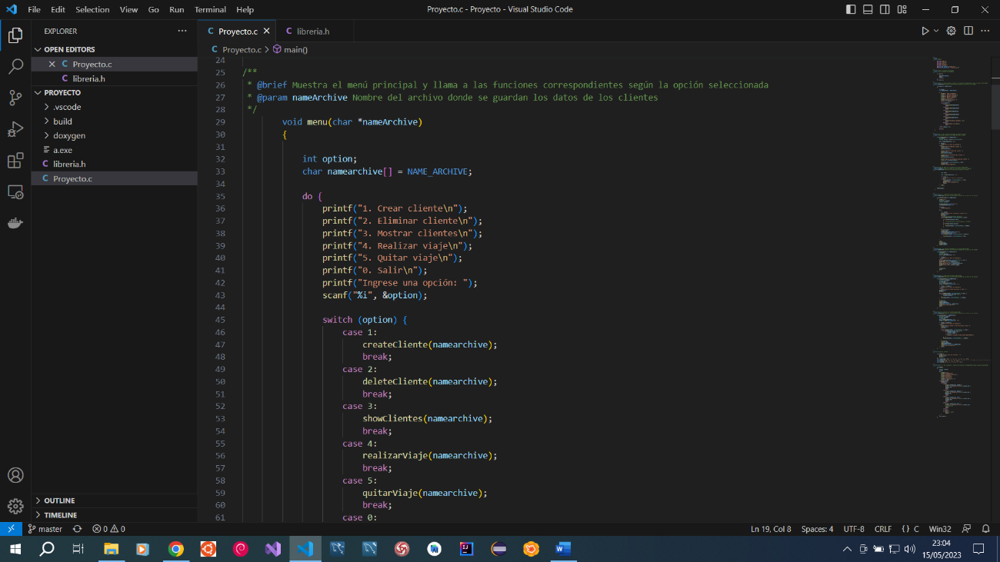 File Edit Selection View Go Run Terminal Help Proyecto.c - Proyecto - Visual Studio Code
EXPLORER
OPEN EDITORS
Proyecto.c
libreria.h
PROYECTO
.vscode
build
doxygen
a.exe
libreria.h
Proyecto.c
OUTLINE
TIMELINE
Proyecto.c libreria.h
Proyecto.c > main()
24
25 /**
26 * @brief Muestra el menú principal y llama a las funciones correspondientes según la opción seleccionada
27 * @param nameArchive Nombre del archivo donde se guardan los datos de los clientes
28 */
29 void menu(char *nameArchive)
30 {
31
32 int option;
33 char namearchive[] = NAME_ARCHIVE;
34
35 do {
36 printf("1. Crear cliente\n");
37 printf("2. Eliminar cliente\n");
38 printf("3. Mostrar clientes\n");
39 printf("4. Realizar viaje\n");
40 printf("5. Quitar viaje\n");
41 printf("0. Salir\n");
42 printf("Ingrese una opción: ");
43 scanf("%i", &option);
44
45 switch (option) {
46 case 1:
47 createCliente(namearchive);
48 break;
49 case 2:
50 deleteCliente(namearchive);
51 break;
52 case 3:
53 showClientes(namearchive);
54 break;
55 case 4:
56 realizarViaje(namearchive);
57 break;
58 case 5:
59 quitarViaje(namearchive);
60 break;
61 case 0:
master 0 0 Ln 19, Col 8 Spaces: 4 UTF-8 CRLF {} C Win32
23:04
15/05/2023